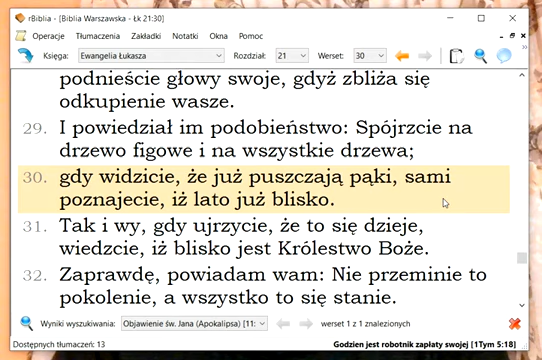 rBiblia - [Biblia Warszawska - Łk 21:30]
Operacje Tłumaczenia Zakładki Notatki Okna Pomoc
Księga: Ewangelia Łukasza Rozdział: 21 Werset: 30
podnieście głowy swoje, gdyż zbliża się
odkupienie wasze.
29. I powiedział im podobieństwo: Spójrzcie na
drzewo figowe i na wszystkie drzewa;
30. gdy widzicie, że już puszczają pąki, sami
poznajecie, iż lato już blisko.
31. Tak i wy, gdy ujrzycie, że to się dzieje,
wiedzcie, iż blisko jest Królestwo Boże.
32. Zaprawdę, powiadam wam: Nie przeminie to
pokolenie, a wszystko to się stanie.
Wyniki wyszukiwania: Objawienie św. Jana (Apokalipsa) [11: werset 1 z 1 znalezionych
Dostępnych tłumaczeń: 13 Godzien jest robotnik zapłaty swojej [1Tym 5:18]